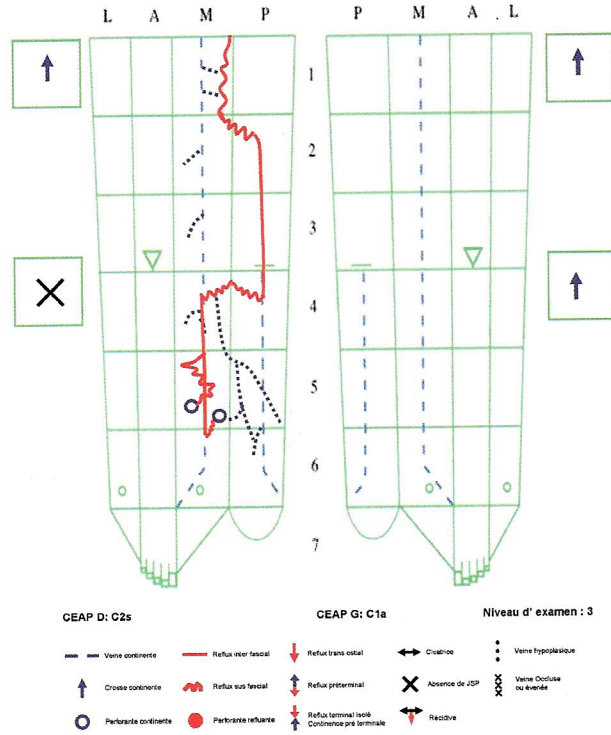 L A M P P M A L
1
2
3
4
5
6
7
CEAP D: C2s CEAP G: C1a Niveau d' examen : 3
Veine continente Reflux inter fascial Reflux trans ostial Cicatrice Veine hypoplasique
Crosse continente Reflux sus fascial Reflux préterminal Absence de JSP Veine Occluse
ou éveinée
Perforante continente Perforante refluante Reflux terminal isolé
Continence pré terminale Récidive